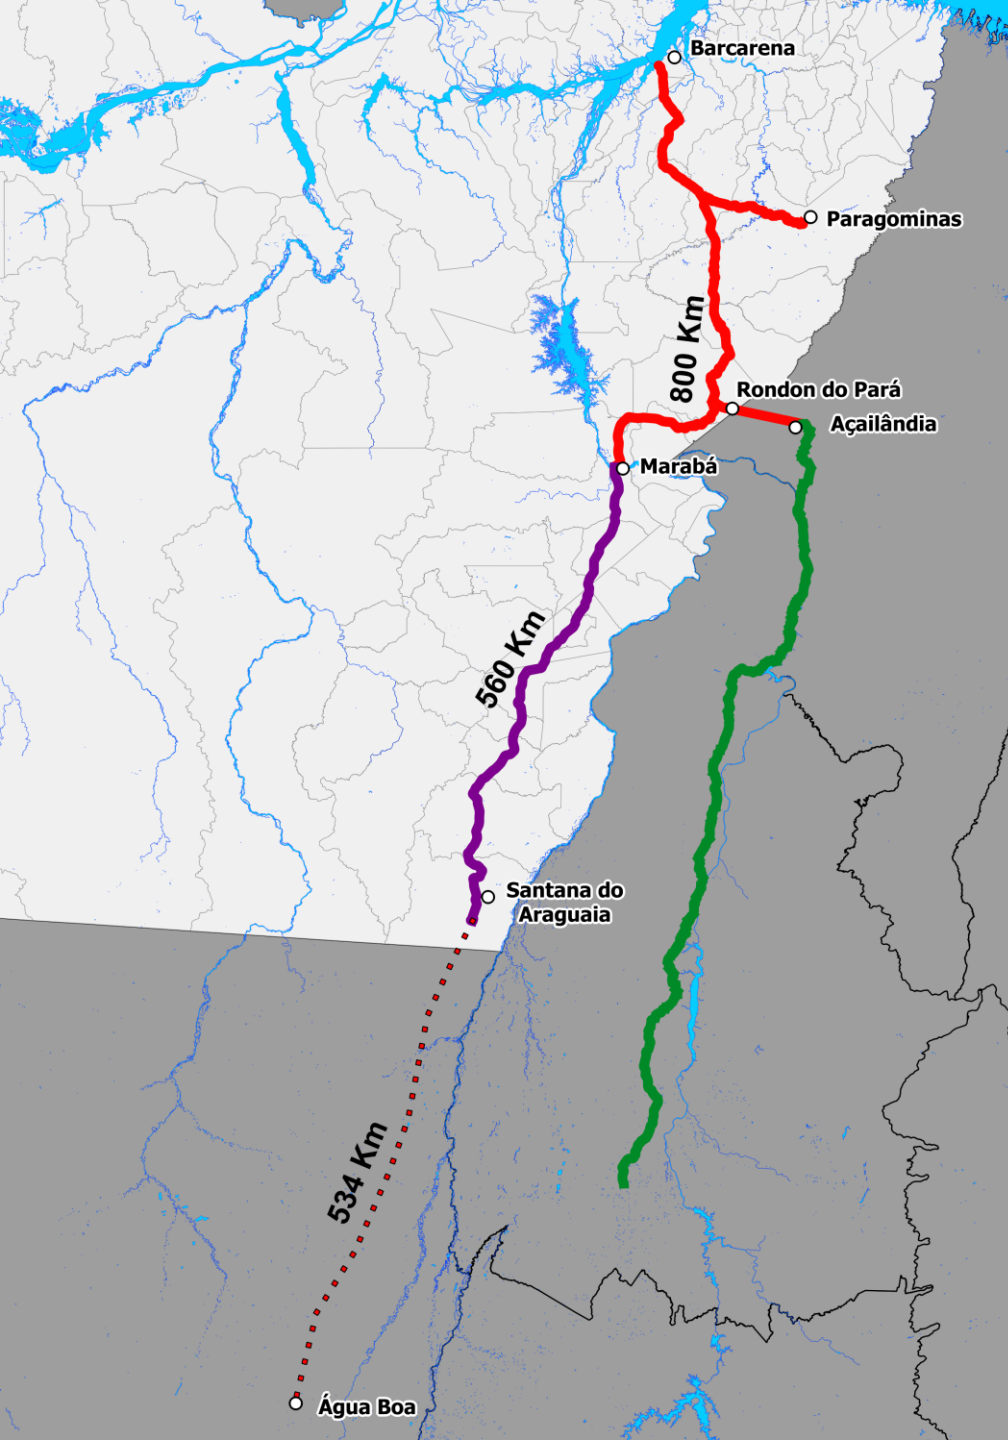 Barcarena
Paragominas
800 Km
Rondon do Pará
Açailândia
Marabá
560 Km
Santana do
Araguaia
534 Km
Água Boa